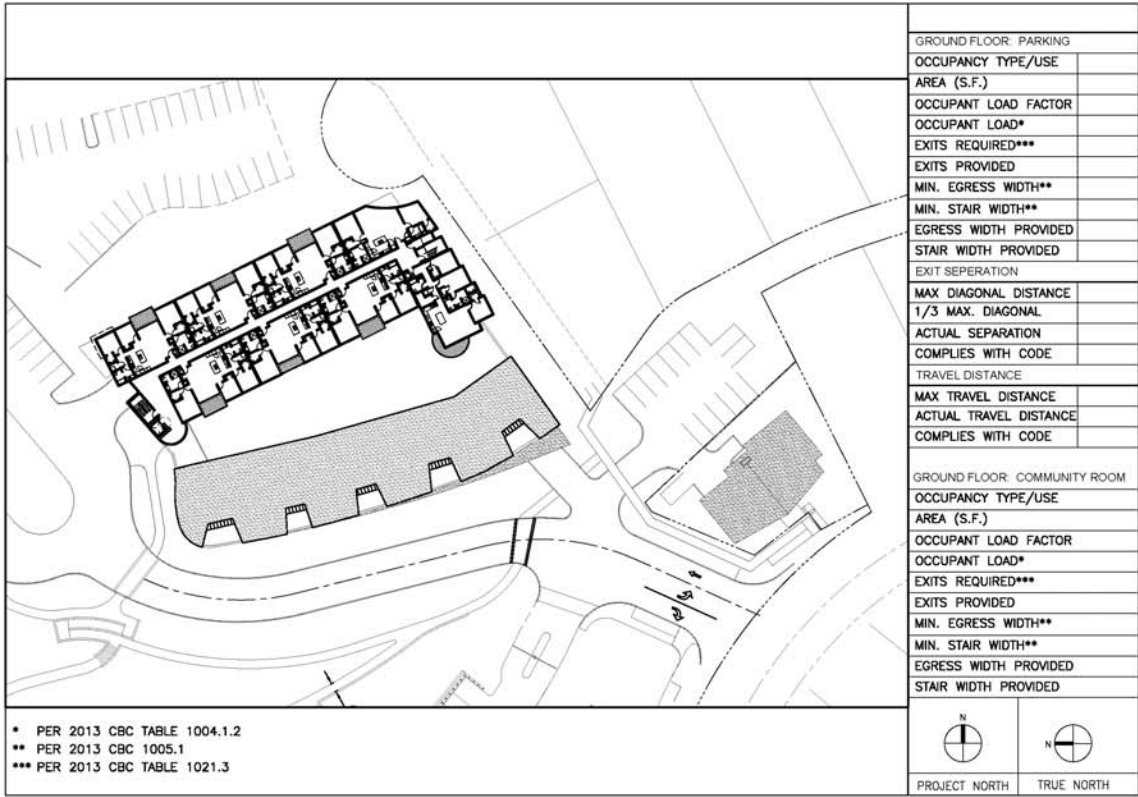 GROUND FLOOR: PARKING
OCCUPANCY TYPE/USE
AREA (S.F.)
OCCUPANT LOAD FACTOR
OCCUPANT LOAD*
EXITS REQUIRED***
EXITS PROVIDED
MIN. EGRESS WIDTH**
MIN. STAIR WIDTH**
EGRESS WIDTH PROVIDED
STAIR WIDTH PROVIDED
EXIT SEPERATION
MAX DIAGONAL DISTANCE
1/3 MAX. DIAGONAL
ACTUAL SEPARATION
COMPLIES WITH CODE
TRAVEL DISTANCE
MAX TRAVEL DISTANCE
ACTUAL TRAVEL DISTANCE
COMPLIES WITH CODE
GROUND FLOOR: COMMUNITY ROOM
OCCUPANCY TYPE/USE
AREA (S.F.)
OCCUPANT LOAD FACTOR
OCCUPANT LOAD*
EXITS REQUIRED***
EXITS PROVIDED
MIN. EGRESS WIDTH**
MIN. STAIR WIDTH**
EGRESS WIDTH PROVIDED
STAIR WIDTH PROVIDED
N
N
PROJECT NORTH
TRUE NORTH
* PER 2013 CBC TABLE 1004.1.2
** PER 2013 CBC 1005.1
*** PER 2013 CBC TABLE 1021.3